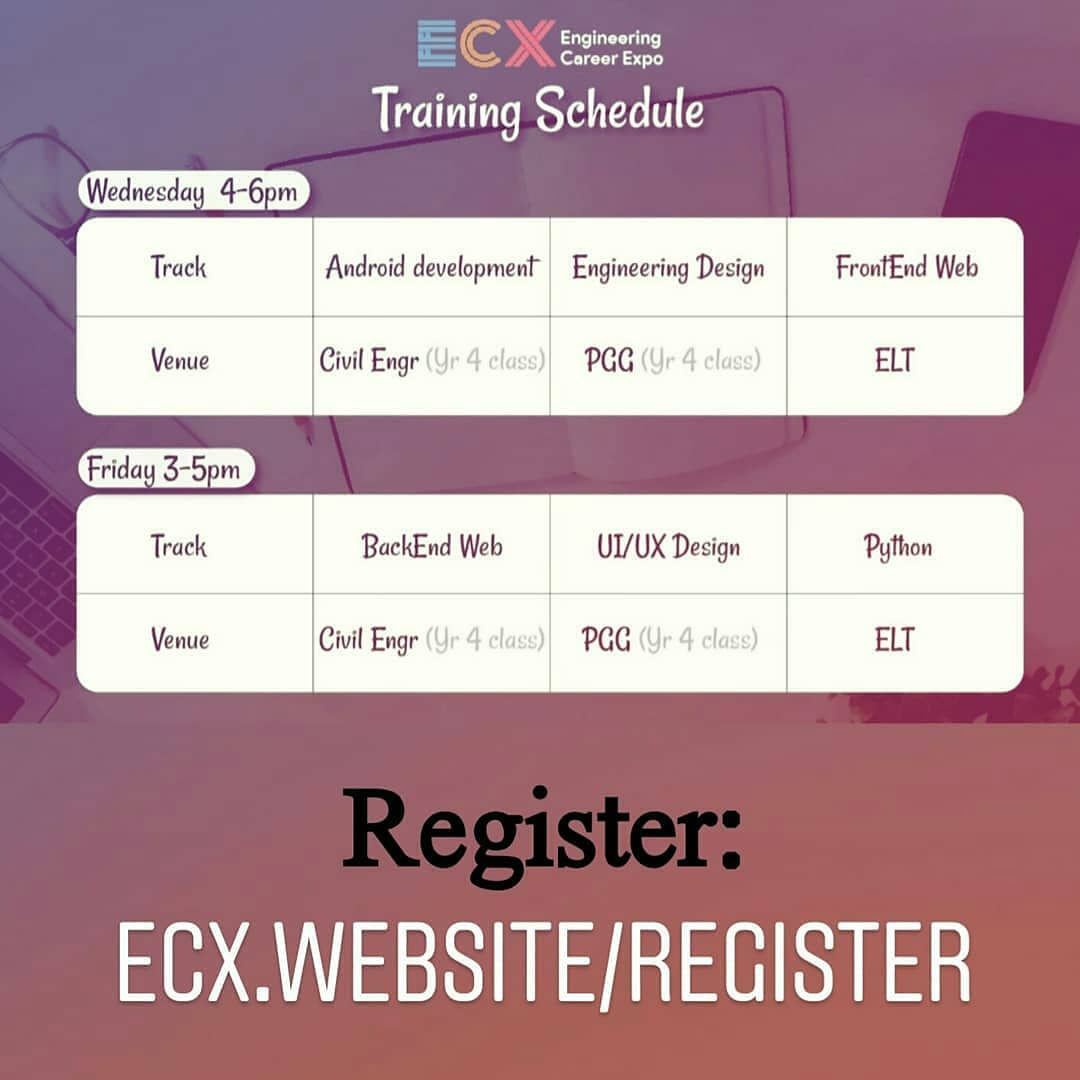 ECX Engineering
Career Expo
Training Schedule
Wednesday 4-6pm
Track Android development Engineering Design FrontEnd Web
Venue Civil Engr (Yr 4 class) PGG (Yr 4 class) ELT
Friday 3-5pm
Track BackEnd Web UI/UX Design Python
Venue Civil Engr (Yr 4 class) PGG (Yr 4 class) ELT
Register:
ECX.WEBSITE/REGISTER